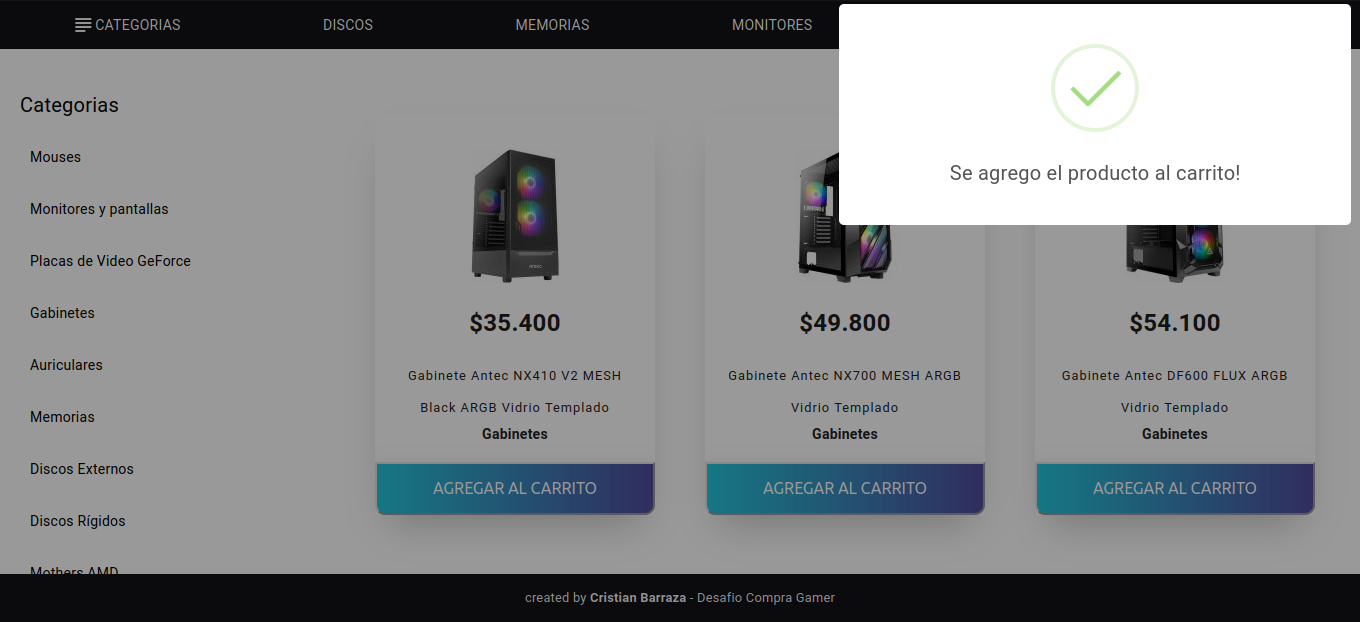 CATEGORIAS
DISCOS
MEMORIAS
MONITORES
Se agrego el producto al carrito!
Categorias
Mouses
Monitores y pantallas
Placas de Video GeForce
Gabinetes
Auriculares
Memorias
Discos Externos
Discos Rígidos
Mothers AMD
$35.400
Gabinete Antec NX410 V2 MESH
Black ARGB Vidrio Templado
Gabinetes
AGREGAR AL CARRITO
$49.800
Gabinete Antec NX700 MESH ARGB
Vidrio Templado
Gabinetes
AGREGAR AL CARRITO
$54.100
Gabinete Antec DF600 FLUX ARGB
Vidrio Templado
Gabinetes
AGREGAR AL CARRITO
created by Cristian Barraza - Desafio Compra Gamer